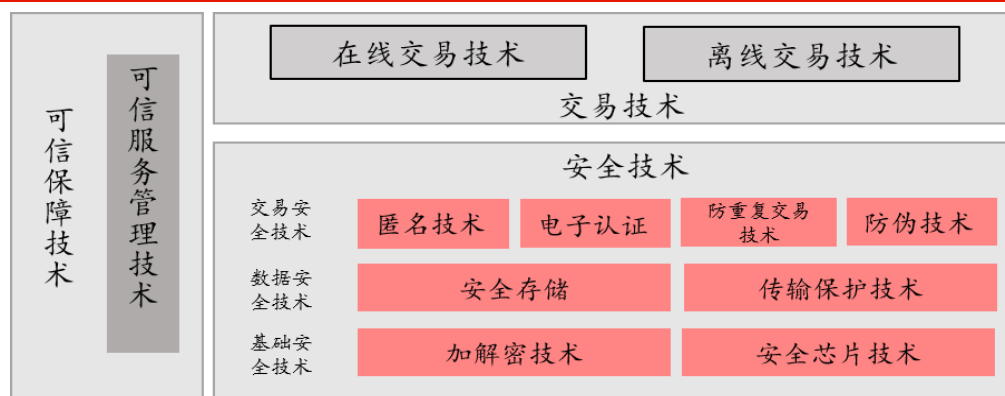 可信保障技术
可信服务管理技术
在线交易技术
离线交易技术
交易技术
安全技术
交易安
全技术
匿名技术
电子认证
防重复交易
技术
防伪技术
数据安
全技术
安全存储
传输保护技术
基础安
全技术
加解密技术
安全芯片技术